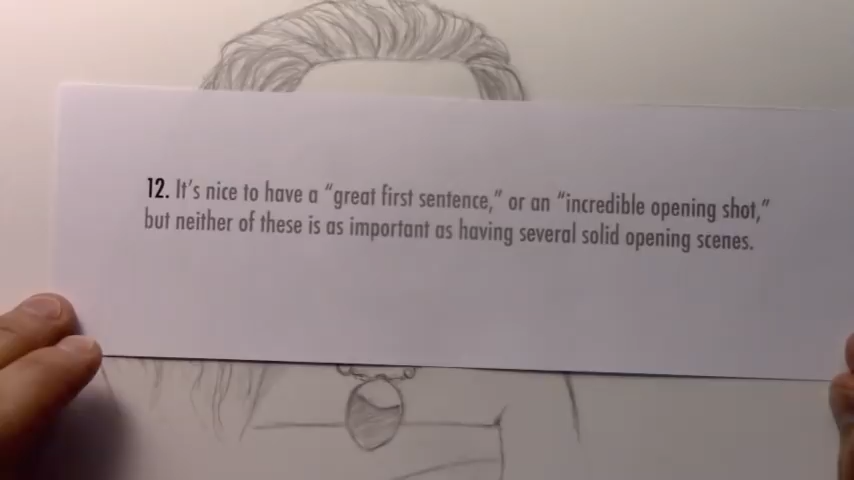 12. It's nice to have a “great first sentence,” or an “incredible opening shot,”
but neither of these is as important as having several solid opening scenes.